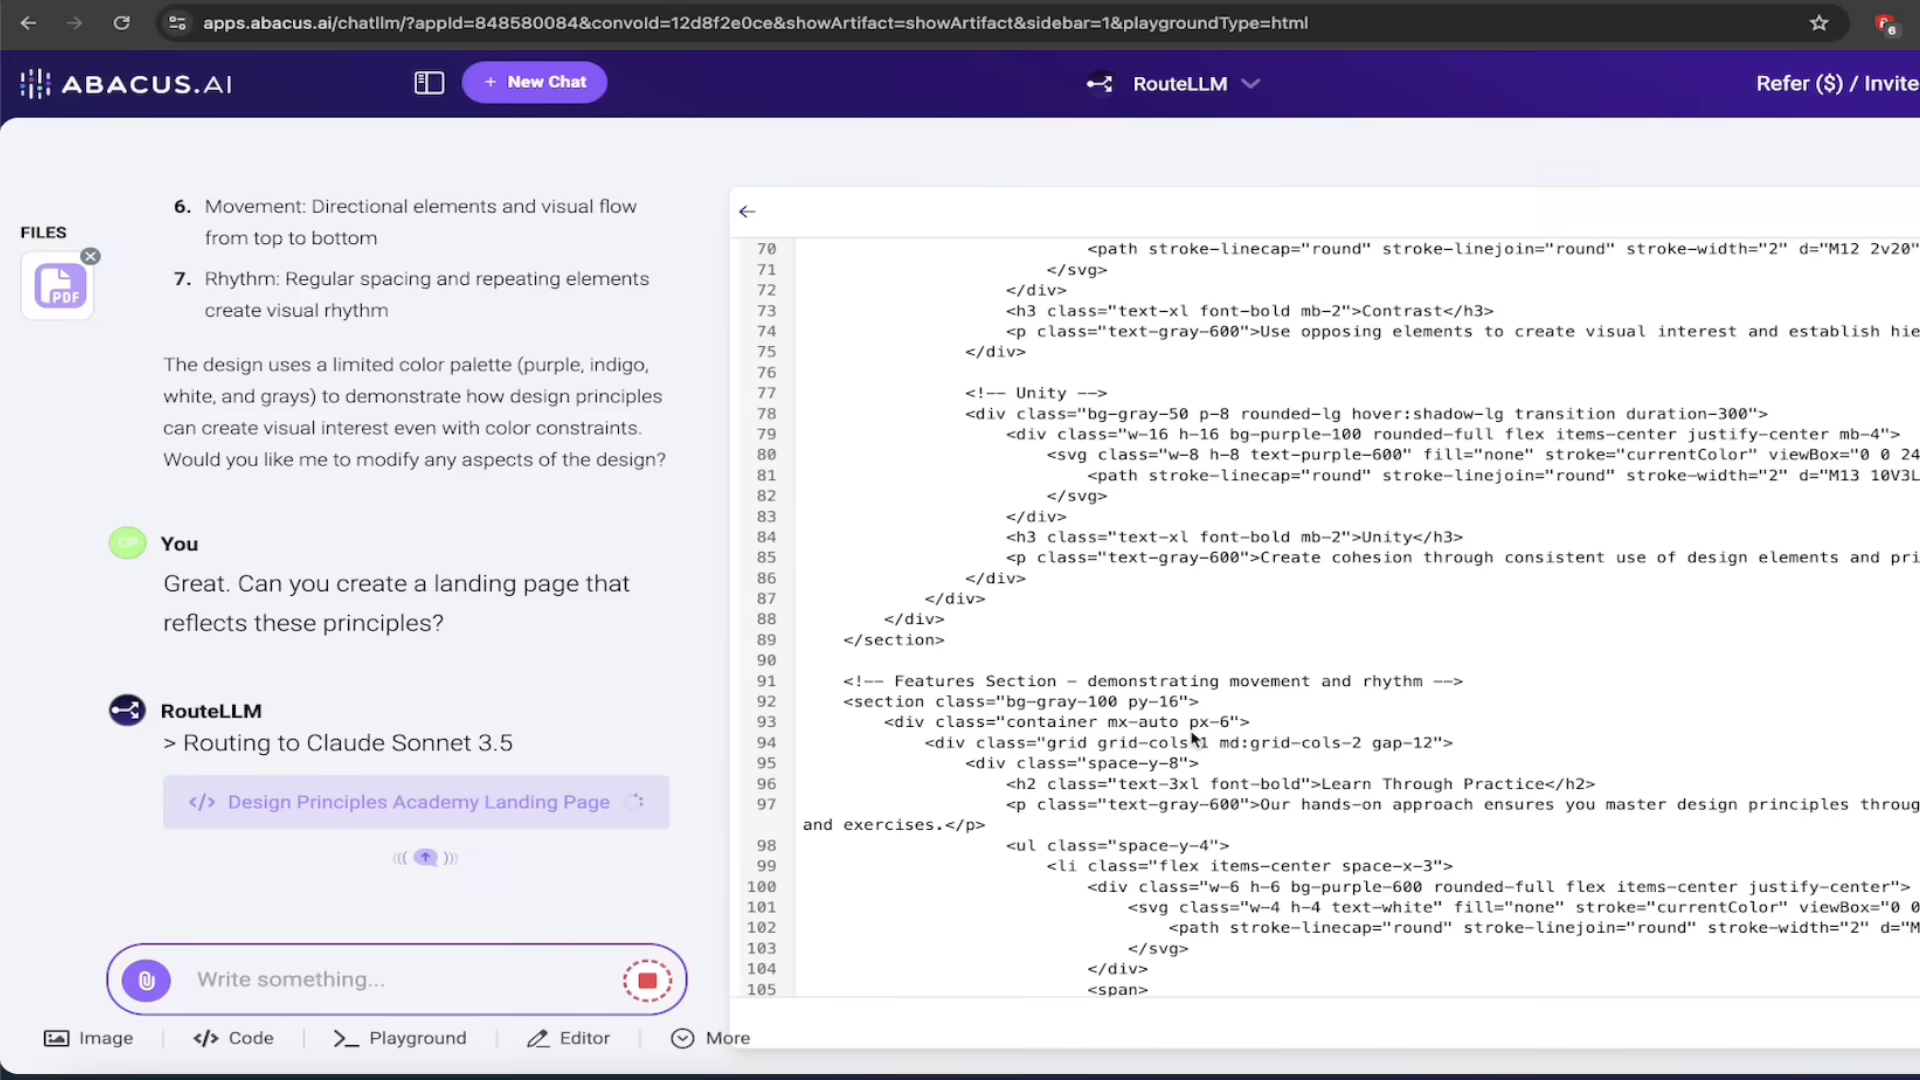 apps.abacus.ai/chatllm/?appId=848580084&convoId=12d8f2e0ce&showArtifact=showArtifact&sidebar=1&playgroundType=html
6
ABACUS.AI
+ New Chat
RouteLLM
Refer ($) / Invite
FILES
PDF
6. Movement: Directional elements and visual flow
from top to bottom
7. Rhythm: Regular spacing and repeating elements
create visual rhythm
The design uses a limited color palette (purple, indigo,
white, and grays) to demonstrate how design principles
can create visual interest even with color constraints.
Would you like me to modify any aspects of the design?
CP
You
Great. Can you create a landing page that
reflects these principles?
RouteLLM
> Routing to Claude Sonnet 3.5
</> Design Principles Academy Landing Page
Write something...
Image
</> Code
Playground
Editor
More
70 <path stroke-linecap="round" stroke-linejoin="round" stroke-width="2" d="M12 2v20"
71 </svg>
72 </div>
73 <h3 class="text-xl font-bold mb-2">Contrast</h3>
74 <p class="text-gray-600">Use opposing elements to create visual interest and establish hie
75 </div>
76
77 <!-- Unity -->
78 <div class="bg-gray-50 p-8 rounded-lg hover:shadow-lg transition duration-300">
79 <div class="w-16 h-16 bg-purple-100 rounded-full flex items-center justify-center mb-4">
80 <svg class="w-8 h-8 text-purple-600" fill="none" stroke="currentColor" viewBox="0 0 24
81 <path stroke-linecap="round" stroke-linejoin="round" stroke-width="2" d="M13 10V3L
82 </svg>
83 </div>
84 <h3 class="text-xl font-bold mb-2">Unity</h3>
85 <p class="text-gray-600">Create cohesion through consistent use of design elements and pri
86 </div>
87 </div>
88 </div>
89 </section>
90
91 <!-- Features Section – demonstrating movement and rhythm -->
92 <section class="bg-gray-100 py-16">
93 <div class="container mx-auto px-6">
94 <div class="grid grid-cols-1 md:grid-cols-2 gap-12">
95 <div class="space-y-8">
96 <h2 class="text-3xl font-bold">Learn Through Practice</h2>
97 <p class="text-gray-600">Our hands-on approach ensures you master design principles throug
and exercises.</p>
98 <ul class="space-y-4">
99 <li class="flex items-center space-x-3">
100 <div class="w-6 h-6 bg-purple-600 rounded-full flex items-center justify-center">
101 <svg class="w-4 h-4 text-white" fill="none" stroke="currentColor" viewBox="0 0
102 <path stroke-linecap="round" stroke-linejoin="round" stroke-width="2" d="M
103 </svg>
104 </div>
105 <span>